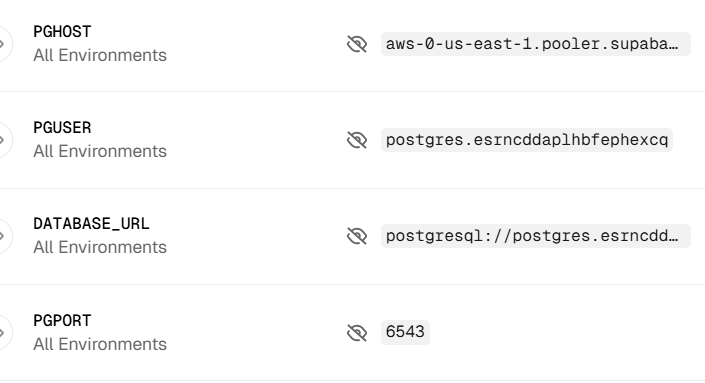 PGHOST
All Environments
aws-0-us-east-1.pooler.supaba…
PGUSER
All Environments
postgres.esrncddaplhbfephexcq
DATABASE_URL
All Environments
postgresql://postgres.esrncdd…
PGPORT
All Environments
6543